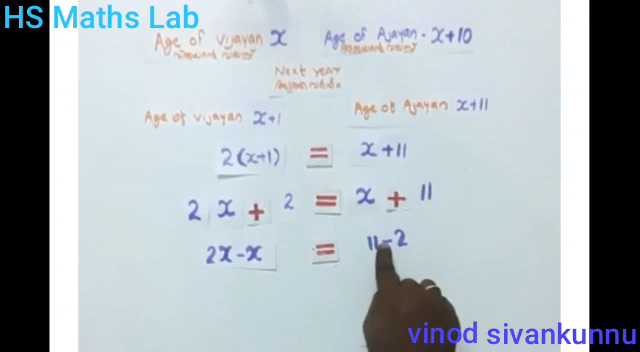 HS Maths Lab
Age of Vijayan x Age of Ajayan - x+10
Next year
Age of Vijayan x+1 Age of Ajayan x+11
2(x+1) = x+11
2 x + 2 = x + 11
2x-x = 11-2
vinod sivankunnu